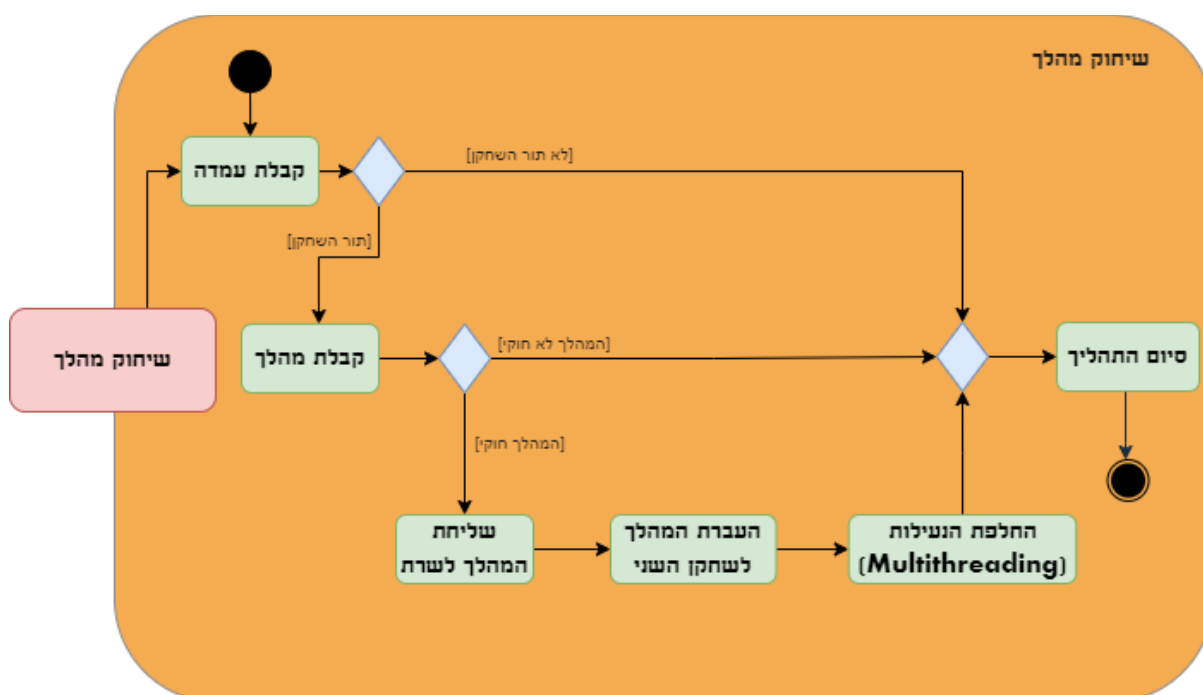 שיחוק מהלך
קבלת עמדה
[לא תור השחקן]
[תור השחקן]
שיחוק מהלך
קבלת מהלך
[המהלך לא חוקי]
סיום התהליך
[המהלך חוקי]
שליחת
המהלך לשרת
העברת המהלך
לשחקן השני
החלפת הנעילות
(Multithreading)